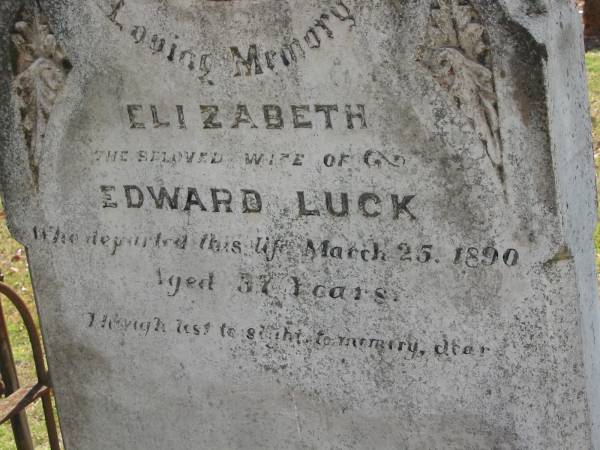 Loving Memory
ELIZABETH
THE BELOVED WIFE OF
EDWARD LUCK
Who departed this life March 25. 1890
Aged 57 Years.
Though lost to sight, to memory, dear